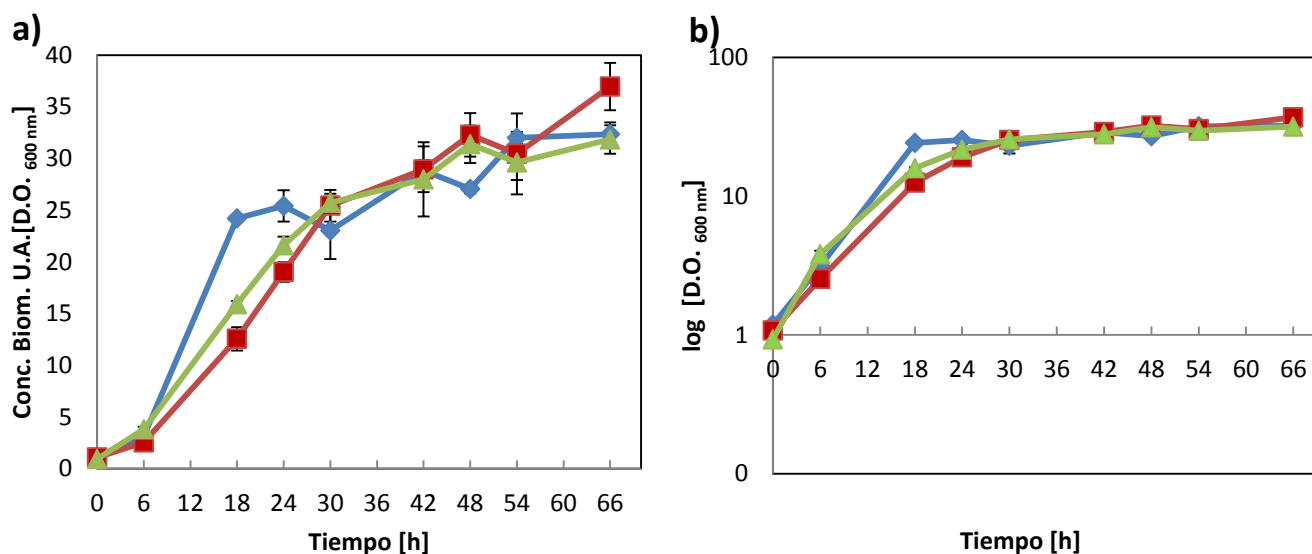 a)
Conc. Biom. U.A.[D.O. 600 nm]
40
35
30
25
20
15
10
5
0
0 6 18 24 30 36 42 48 54 60 66
Tiempo [h]
b)
log [D.O. 600 nm]
100
10
1
0
0 6 12 18 24 30 36 42 48 54 60 66
Tiempo [h]